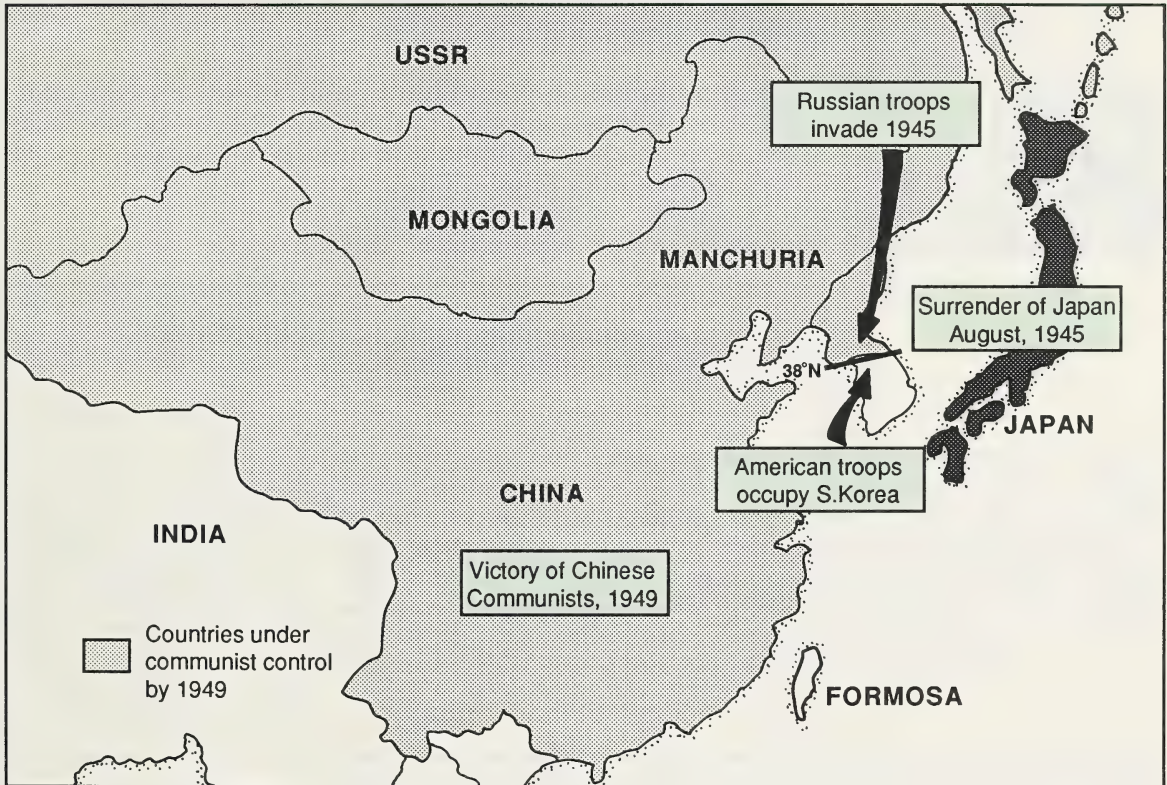 USSR
Russian troops
invade 1945
MONGOLIA
MANCHURIA
Surrender of Japan
August, 1945
38°N
JAPAN
American troops
occupy S.Korea
CHINA
INDIA
Victory of Chinese
Communists, 1949
Countries under
communist control
by 1949
FORMOSA